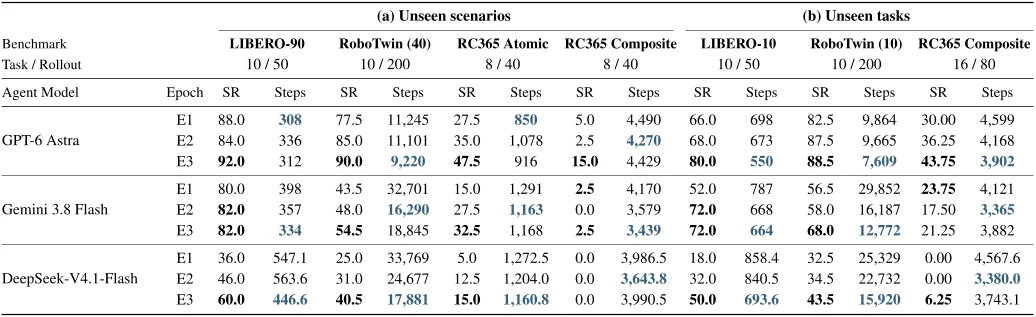 (a) Unseen scenarios (b) Unseen tasks
Benchmark LIBERO-90 RoboTwin (40) RC365 Atomic RC365 Composite LIBERO-10 RoboTwin (10) RC365 Composite
Task / Rollout 10 / 50 10 / 200 8 / 40 8 / 40 10 / 50 10 / 200 16 / 80
Agent Model Epoch SR Steps SR Steps SR Steps SR Steps SR Steps SR Steps SR Steps
E1 88.0 308 77.5 11,245 27.5 850 5.0 4,490 66.0 698 82.5 9,864 30.00 4,599
GPT-6 Astra E2 84.0 336 85.0 11,101 35.0 1,078 2.5 4,270 68.0 673 87.5 9,665 36.25 4,168
E3 92.0 312 90.0 9,220 47.5 916 15.0 4,429 80.0 550 88.5 7,609 43.75 3,902
E1 80.0 398 43.5 32,701 15.0 1,291 2.5 4,170 52.0 787 56.5 29,852 23.75 4,121
Gemini 3.8 Flash E2 82.0 357 48.0 16,290 27.5 1,163 0.0 3,579 72.0 668 58.0 16,187 17.50 3,365
E3 82.0 334 54.5 18,845 32.5 1,168 2.5 3,439 72.0 664 68.0 12,772 21.25 3,882
E1 36.0 547.1 25.0 33,769 5.0 1,272.5 0.0 3,986.5 18.0 858.4 32.5 25,329 0.00 4,567.6
DeepSeek-V4.1-Flash E2 46.0 563.6 31.0 24,677 12.5 1,204.0 0.0 3,643.8 32.0 840.5 34.5 22,732 0.00 3,380.0
E3 60.0 446.6 40.5 17,881 15.0 1,160.8 0.0 3,990.5 50.0 693.6 43.5 15,920 6.25 3,743.1